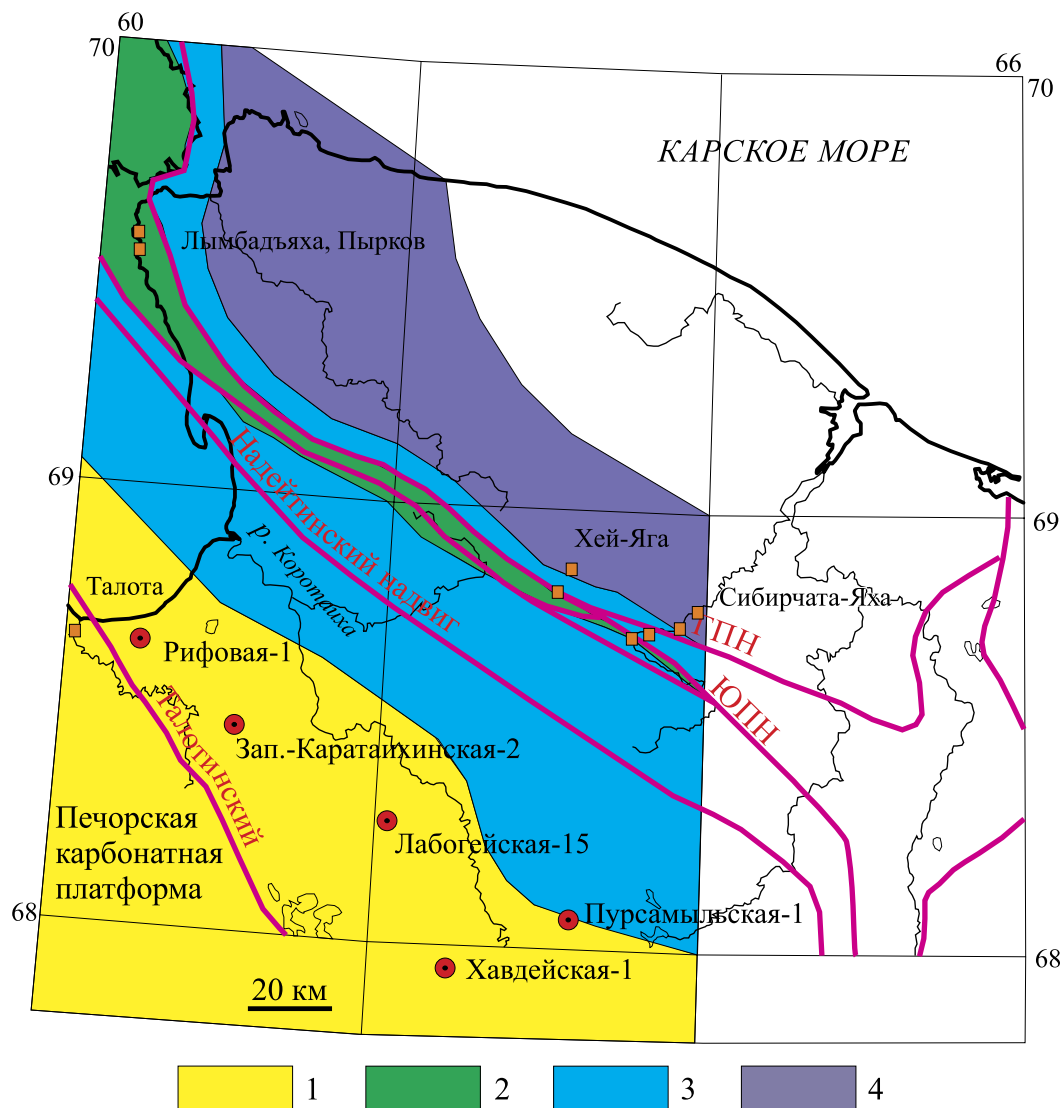 60
70
66
70
КАРСКОЕ МОРЕ
Лымбадъяха, Пырков
69
69
Надейтинский надвиг
р. Коротаиха
Хей-Яга
Талота
Сибирчата-Яха
ГПН
Рифовая-1
ЮПН
Талотинский
Зап.-Каратаихинская-2
Печорская
карбонатная
платформа
Лабогейская-15
68
Пурсамыльская-1
68
Хавдейская-1
20 км
1
2
3
4